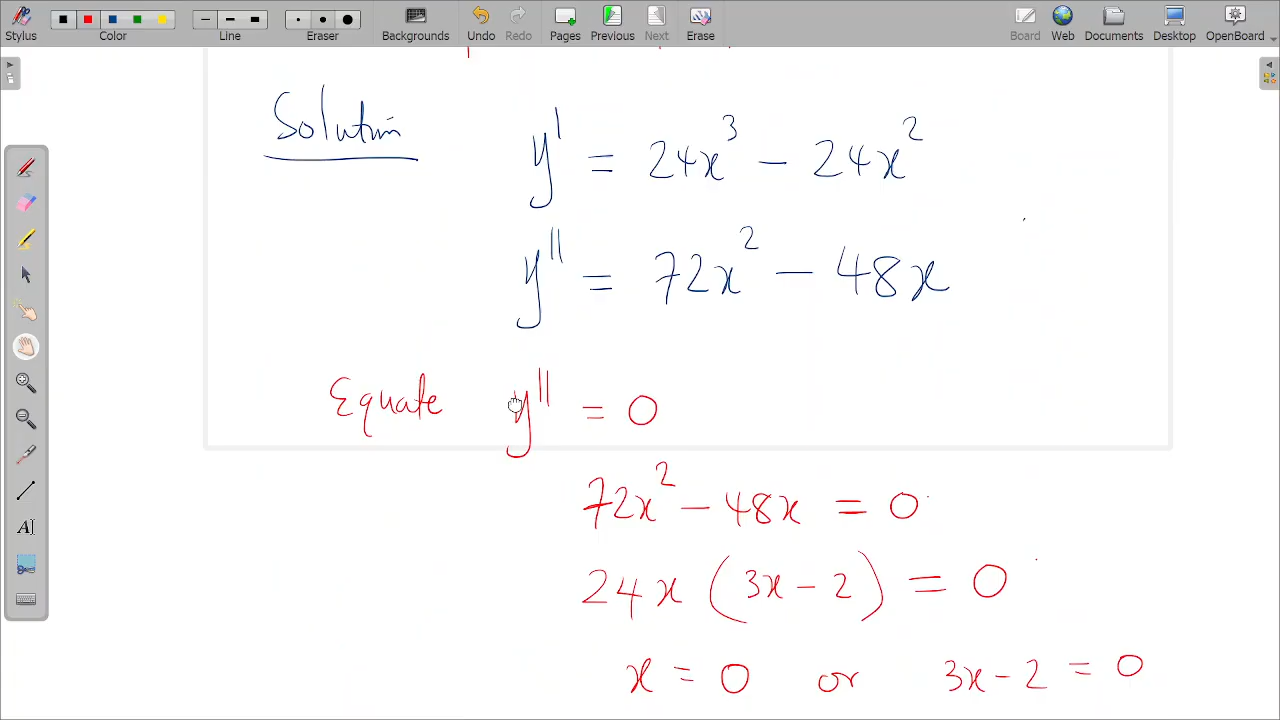 Stylus Color Line Eraser Backgrounds Undo Redo Pages Previous Next Erase Board Web Documents Desktop OpenBoard
Solution
y' = 24x³ − 24x²
y'' = 72x² − 48x
Equate y'' = 0
72x² − 48x = 0
24x (3x − 2) = 0
x = 0 or 3x − 2 = 0